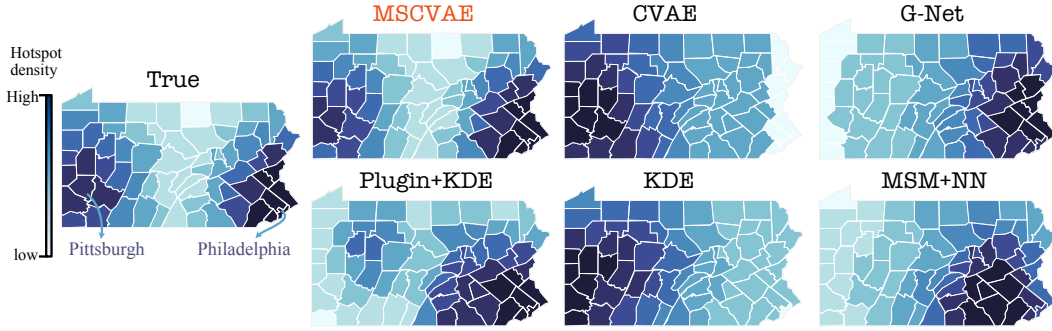 MSCVAE
CVAE
G-Net
Hotspot
density
High
True
low
Pittsburgh
Philadelphia
Plugin+KDE
KDE
MSM+NN